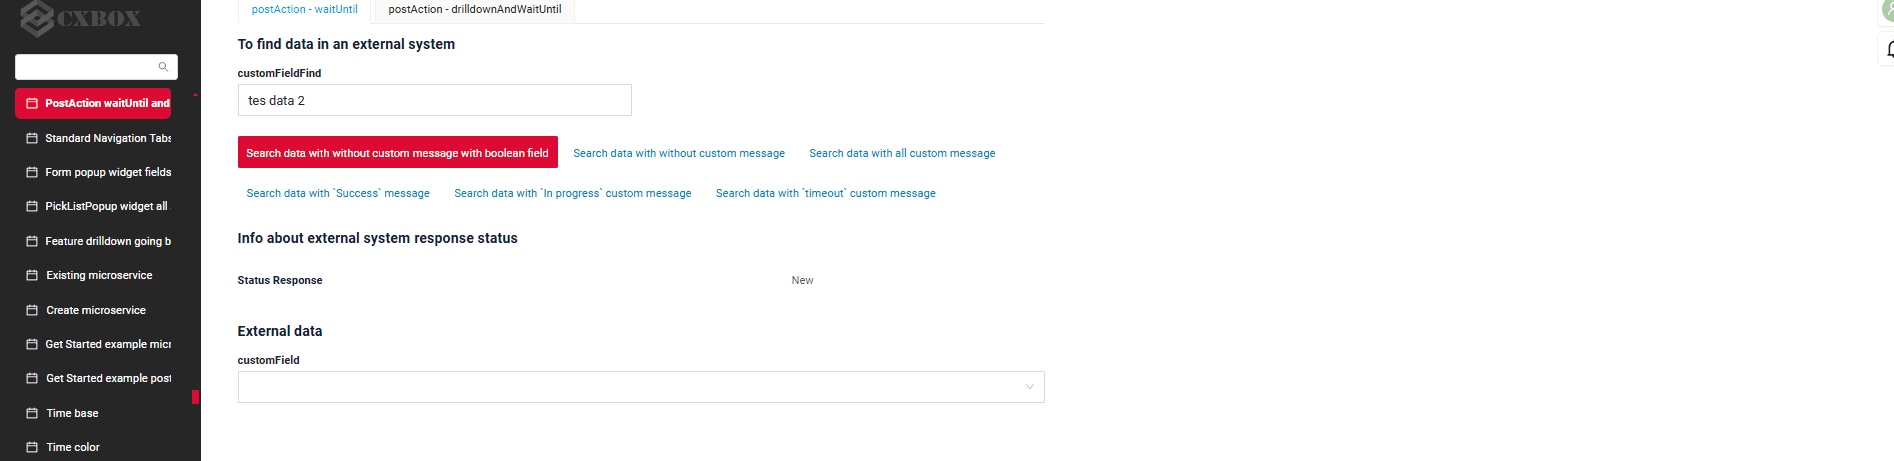 CXBOX
postAction - waitUntil
postAction - drilldownAndWaitUntil
PostAction waitUntil and
Standard Navigation Tabs
Form popup widget fields
PickListPopup widget all
Feature drilldown going b
Existing microservice
Create microservice
Get Started example micr
Get Started example post
Time base
Time color
To find data in an external system
customFieldFind
tes data 2
Search data with without custom message with boolean field
Search data with without custom message
Search data with all custom message
Search data with `Success` message
Search data with `In progress` custom message
Search data with `timeout` custom message
Info about external system response status
Status Response
New
External data
customField